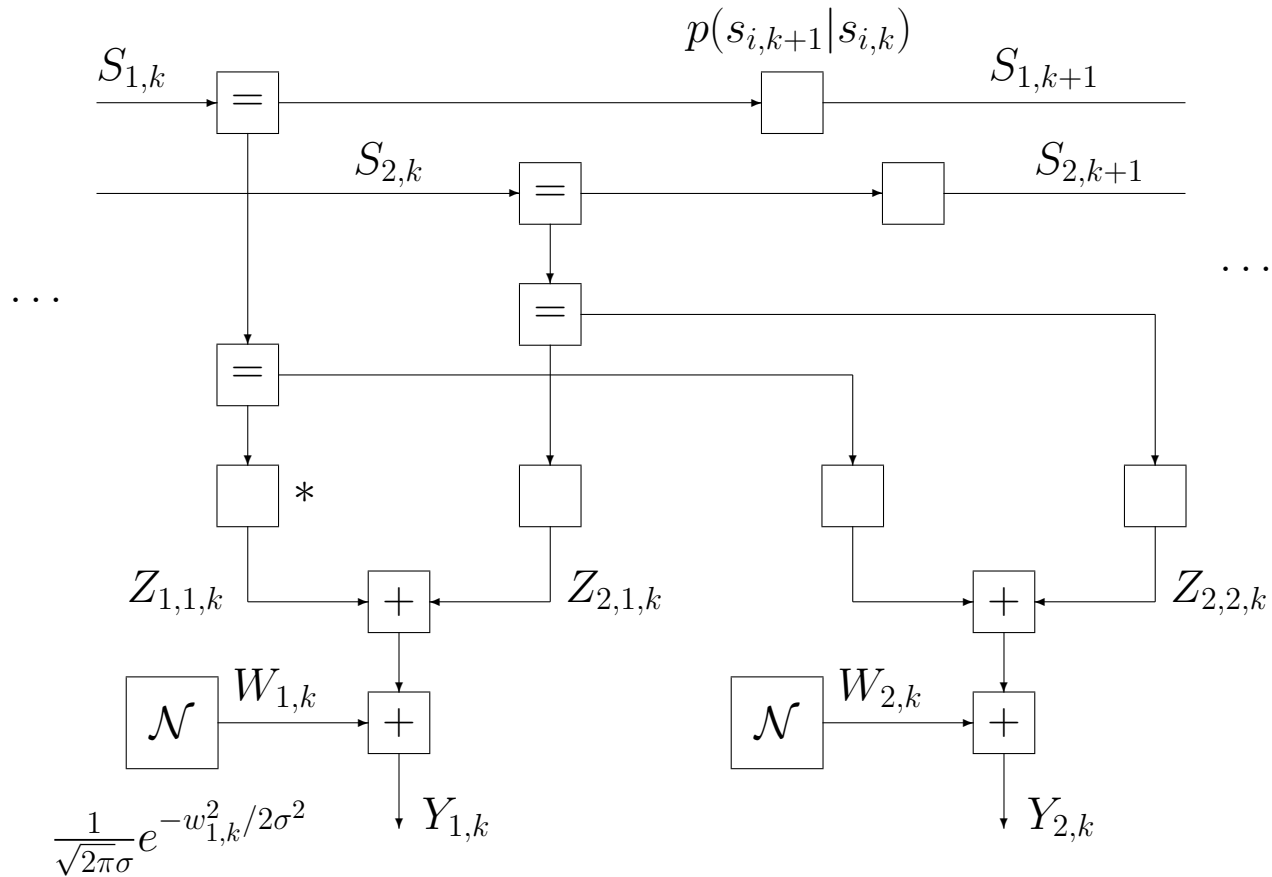 p(s_{i,k+1}|s_{i,k})
S_{1,k}
=
S_{1,k+1}
S_{2,k}
=
S_{2,k+1}
. . .
=
. . .
=
*
Z_{1,1,k}
+
Z_{2,1,k}
+
Z_{2,2,k}
𝒩
W_{1,k}
+
𝒩
W_{2,k}
+
\frac{1}{\sqrt{2\pi}\sigma} e^{-w_{1,k}^2/2\sigma^2}
Y_{1,k}
Y_{2,k}